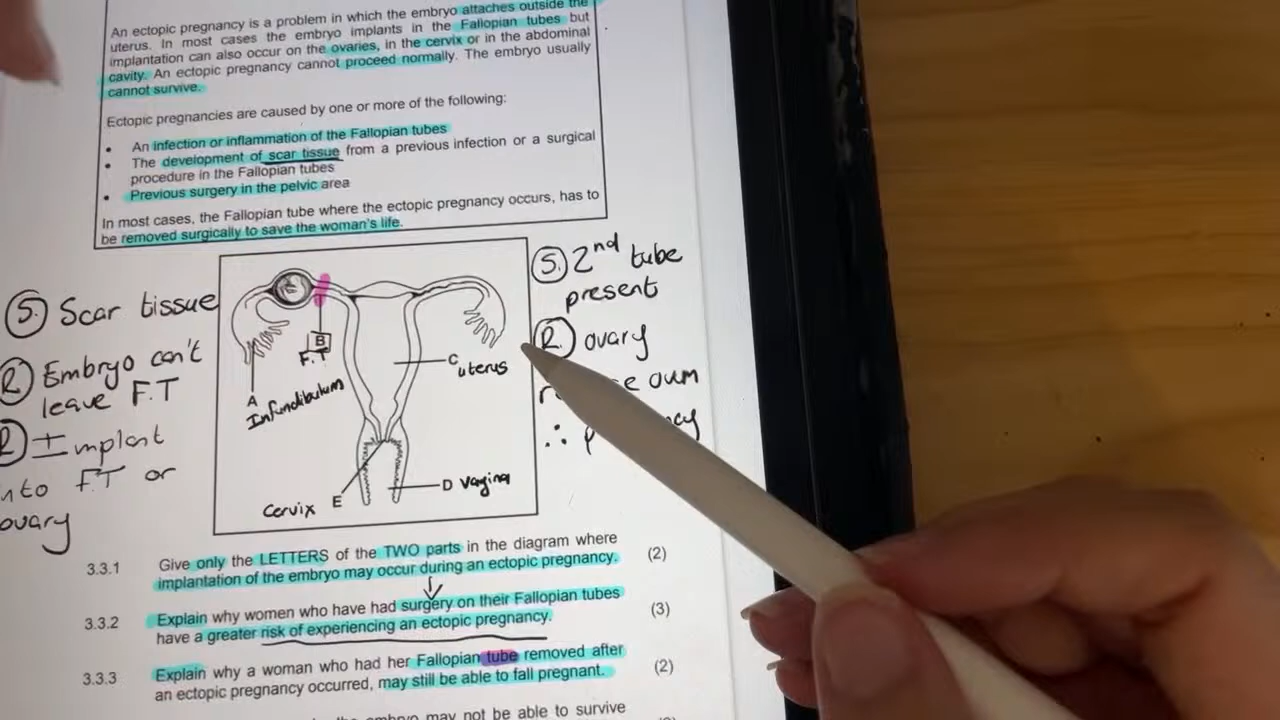 An ectopic pregnancy is a problem in which the embryo attaches outside the
uterus. In most cases the embryo implants in the Fallopian tubes but
implantation can also occur on the ovaries, in the cervix or in the abdominal
cavity. An ectopic pregnancy cannot proceed normally. The embryo usually
cannot survive.
Ectopic pregnancies are caused by one or more of the following:
• An infection or inflammation of the Fallopian tubes
• The development of scar tissue from a previous infection or a surgical
procedure in the Fallopian tubes
• Previous surgery in the pelvic area
In most cases, the Fallopian tube where the ectopic pregnancy occurs, has to
be removed surgically to save the woman's life.
S. Scar tissue
R Embryo can't
leave F.T
R Implant
into F.T or
ovary
B
F.T
A
Infundibulum
C
uterus
D vagina
E
Cervix
S. 2nd tube
present
R. ovary
ovm
∴
3.3.1 Give only the LETTERS of the TWO parts in the diagram where
implantation of the embryo may occur during an ectopic pregnancy. (2)
3.3.2 Explain why women who have had surgery on their Fallopian tubes
have a greater risk of experiencing an ectopic pregnancy. (3)
3.3.3 Explain why a woman who had her Fallopian tube removed after
an ectopic pregnancy occurred, may still be able to fall pregnant. (2)
embryo may not be able to survive